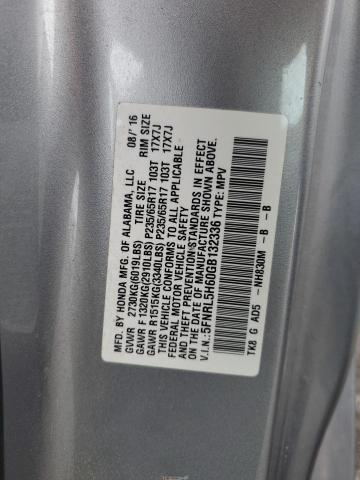 MFD. BY HONDA MFG. OF ALABAMA, LLC 08/'16
GVWR 2730KG(6019LBS) TIRE SIZE RIM SIZE
GAWR F 1320KG(2910LBS) P235/65R17 103T 17X7J
GAWR R 1515KG(3340LBS) P235/65R17 103T 17X7J
THIS VEHICLE CONFORMS TO ALL APPLICABLE
FEDERAL MOTOR VEHICLE SAFETY
AND THEFT PREVENTION STANDARDS IN EFFECT
ON THE DATE OF MANUFACTURE SHOWN ABOVE.
V.I.N.:5FNRL5H60GB132336 TYPE: MPV
TK8 G AD5 -NH830M -B -B